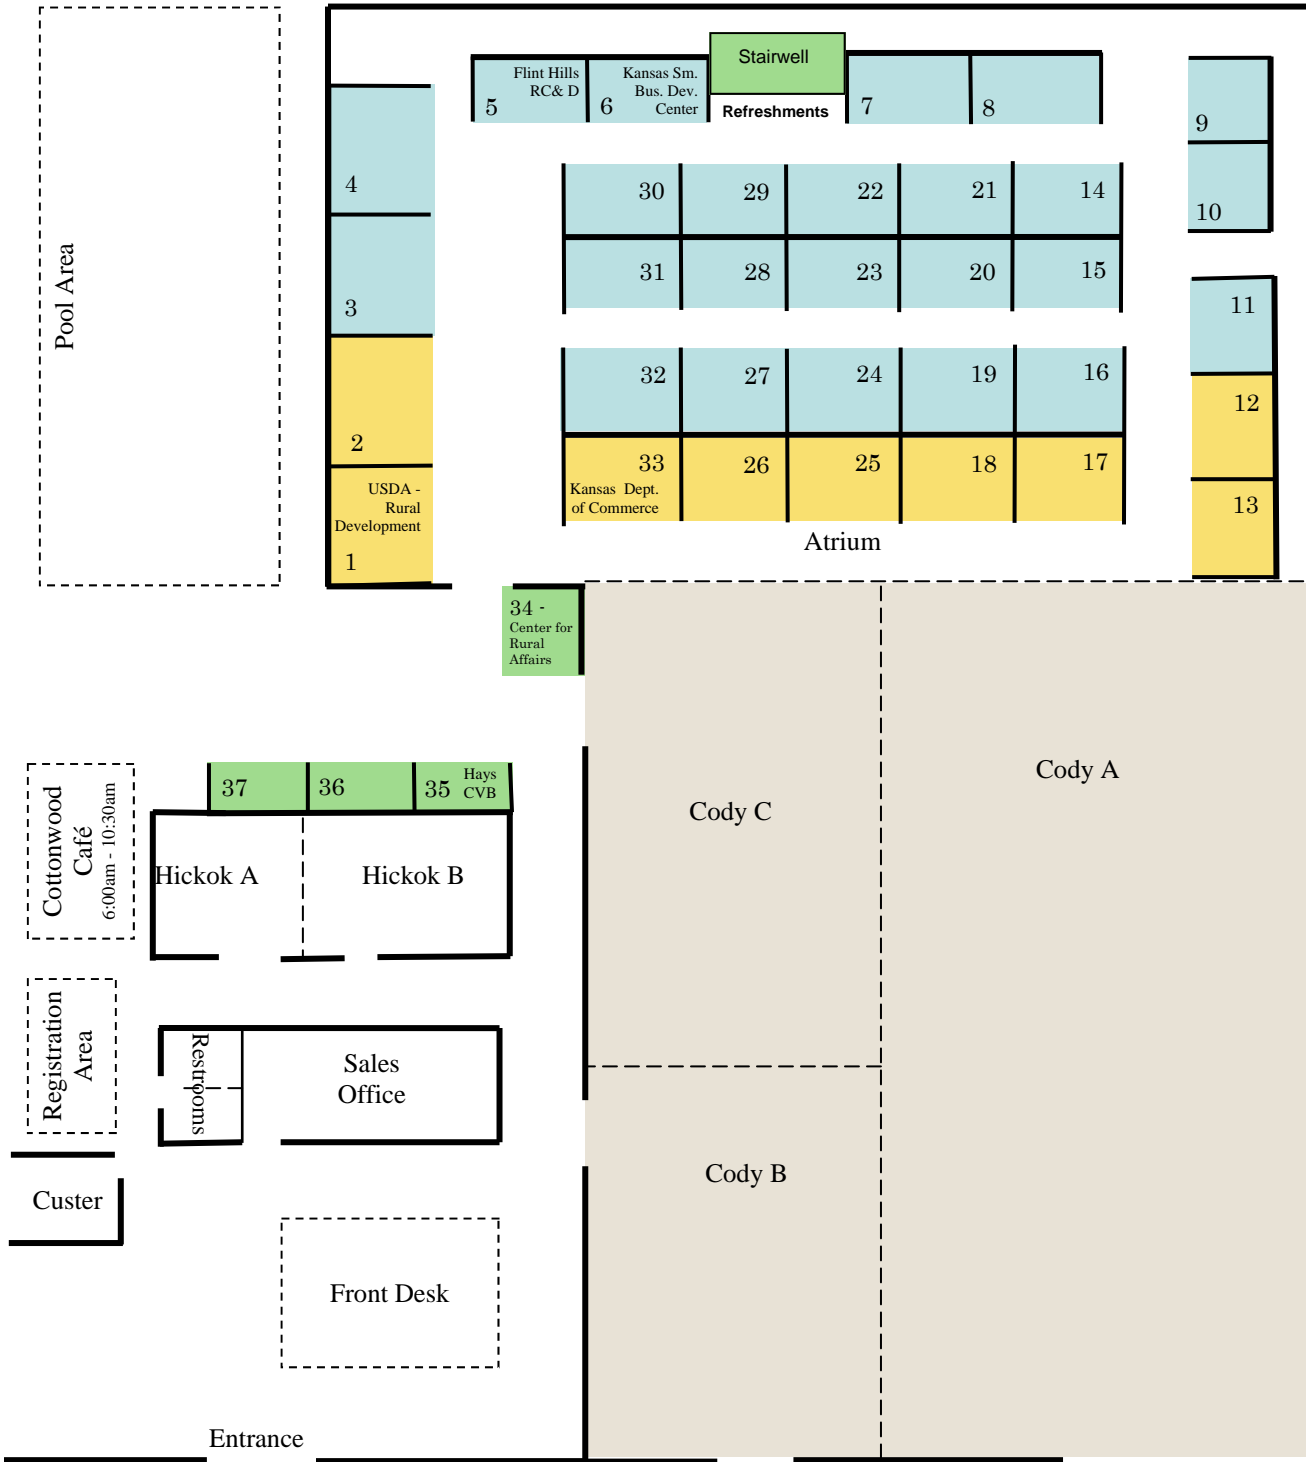 Stairwell
Refreshments
Flint Hills
RC& D
5
Kansas Sm.
Bus. Dev.
Center
6
7
8
9
10
4
3
2
USDA -
Rural
Development
1
Pool Area
30
29
22
21
14
31
28
23
20
15
11
32
27
24
19
16
12
33
Kansas Dept.
of Commerce
26
25
18
17
13
Atrium
34 -
Center for
Rural
Affairs
37
36
35
Hays
CVB
Cottonwood
Café
6:00am - 10:30am
Hickok A
Hickok B
Cody C
Cody A
Registration
Area
Restrooms
Sales
Office
Cody B
Custer
Front Desk
Entrance